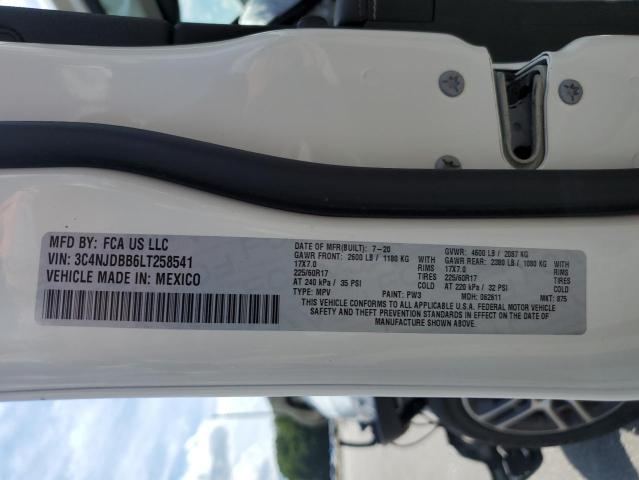 MFD BY: FCA US LLC
VIN: 3C4NJDBB6LT258541
VEHICLE MADE IN: MEXICO
DATE OF MFR(BUILT): 7-20 GVWR: 4600 LB / 2087 KG
GAWR FRONT: 2600 LB / 1180 KG GAWR REAR: 2380 LB / 1080 KG
17X7.0 RIMS 17X7.0 RIMS
225/60R17 TIRES 225/60R17 TIRES
AT 240 kPa / 35 PSI COLD AT 220 kPa / 32 PSI COLD
TYPE: MPV PAINT: PW3 MDH: 062611 MKT: 875
THIS VEHICLE CONFORMS TO ALL APPLICABLE U.S.A. FEDERAL MOTOR VEHICLE
SAFETY AND THEFT PREVENTION STANDARDS IN EFFECT ON THE DATE OF
MANUFACTURE SHOWN ABOVE.